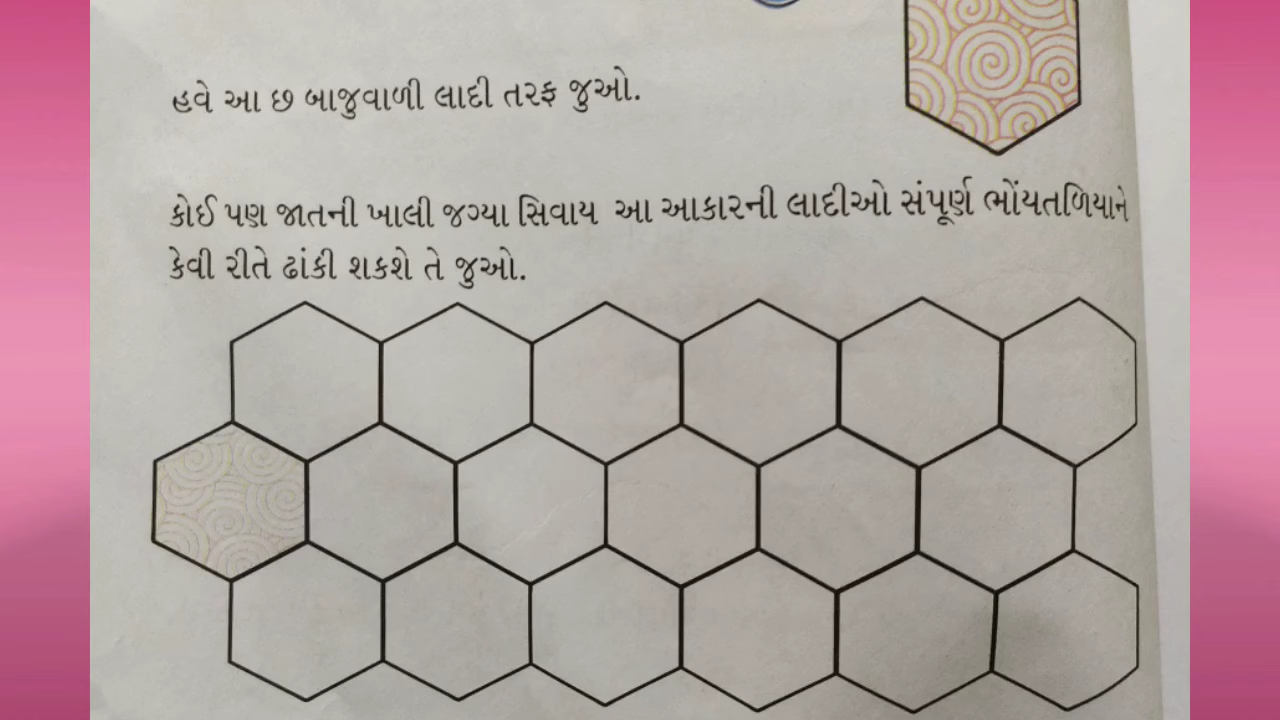 હવે આ છ બાજુવાળી લાદી તરફ જુઓ.
કોઈ પણ જાતની ખાલી જગ્યા સિવાય આ આકારની લાદીઓ સંપૂર્ણ ભોંયતળિયાને
કેવી રીતે ઢાંકી શકશે તે જુઓ.